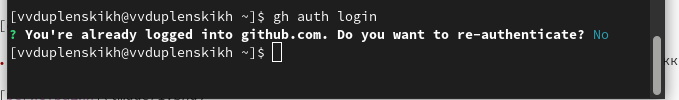 [vvduplenskikh@vvduplenskikh ~]$ gh auth login
? You're already logged into github.com. Do you want to re-authenticate? No
[vvduplenskikh@vvduplenskikh ~]$